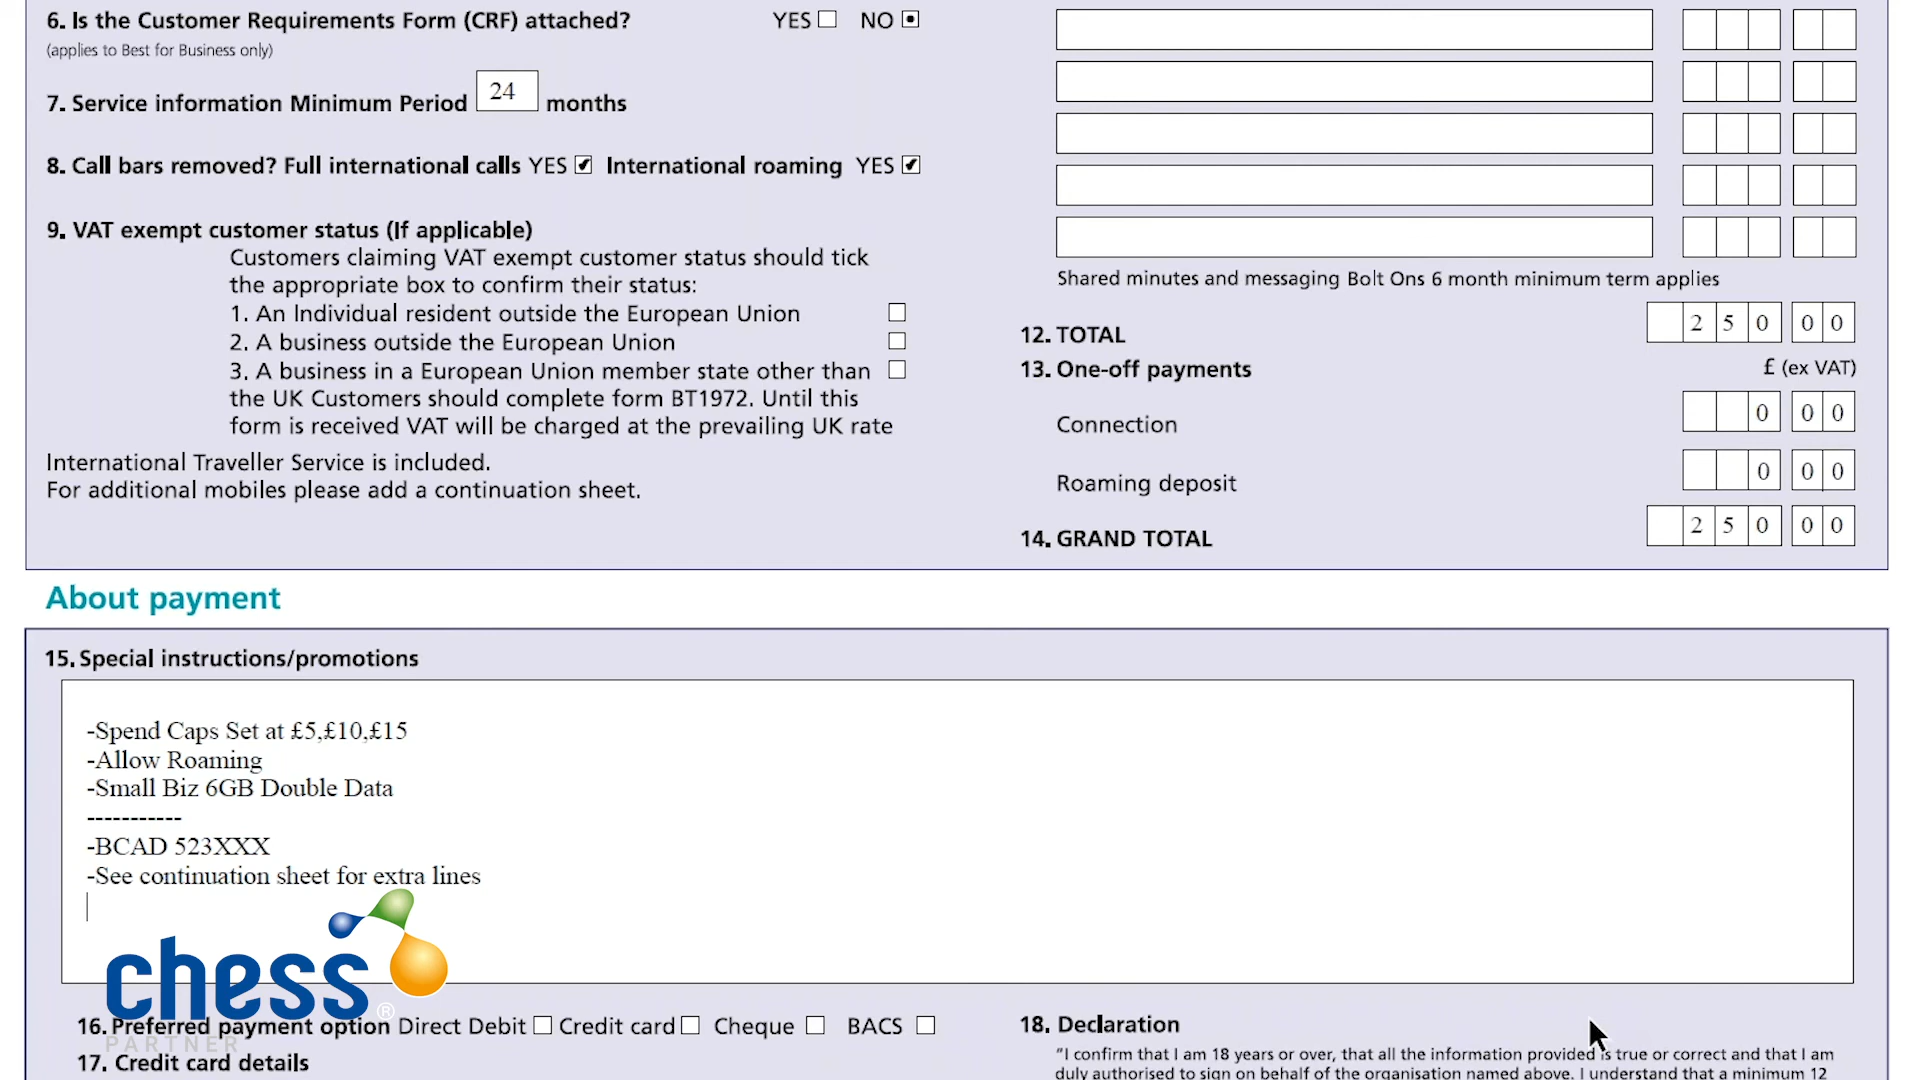 6. Is the Customer Requirements Form (CRF) attached? YES NO
(applies to Best for Business only)
7. Service information Minimum Period 24 months
8. Call bars removed? Full international calls YES International roaming YES
9. VAT exempt customer status (If applicable)
Customers claiming VAT exempt customer status should tick
the appropriate box to confirm their status:
1. An Individual resident outside the European Union
2. A business outside the European Union
3. A business in a European Union member state other than
the UK Customers should complete form BT1972. Until this
form is received VAT will be charged at the prevailing UK rate
International Traveller Service is included.
For additional mobiles please add a continuation sheet.
Shared minutes and messaging Bolt Ons 6 month minimum term applies
12. TOTAL 2 5 0 0 0
13. One-off payments £ (ex VAT)
Connection 0 0 0
Roaming deposit 0 0 0
14. GRAND TOTAL 2 5 0 0 0
About payment
15. Special instructions/promotions
-Spend Caps Set at £5,£10,£15
-Allow Roaming
-Small Biz 6GB Double Data
-----------
-BCAD 523XXX
-See continuation sheet for extra lines
chess®
PARTNER
16. Preferred payment option Direct Debit Credit card Cheque BACS
17. Credit card details
18. Declaration
"I confirm that I am 18 years or over, that all the information provided is true or correct and that I am
duly authorised to sign on behalf of the organisation named above. I understand that a minimum 12